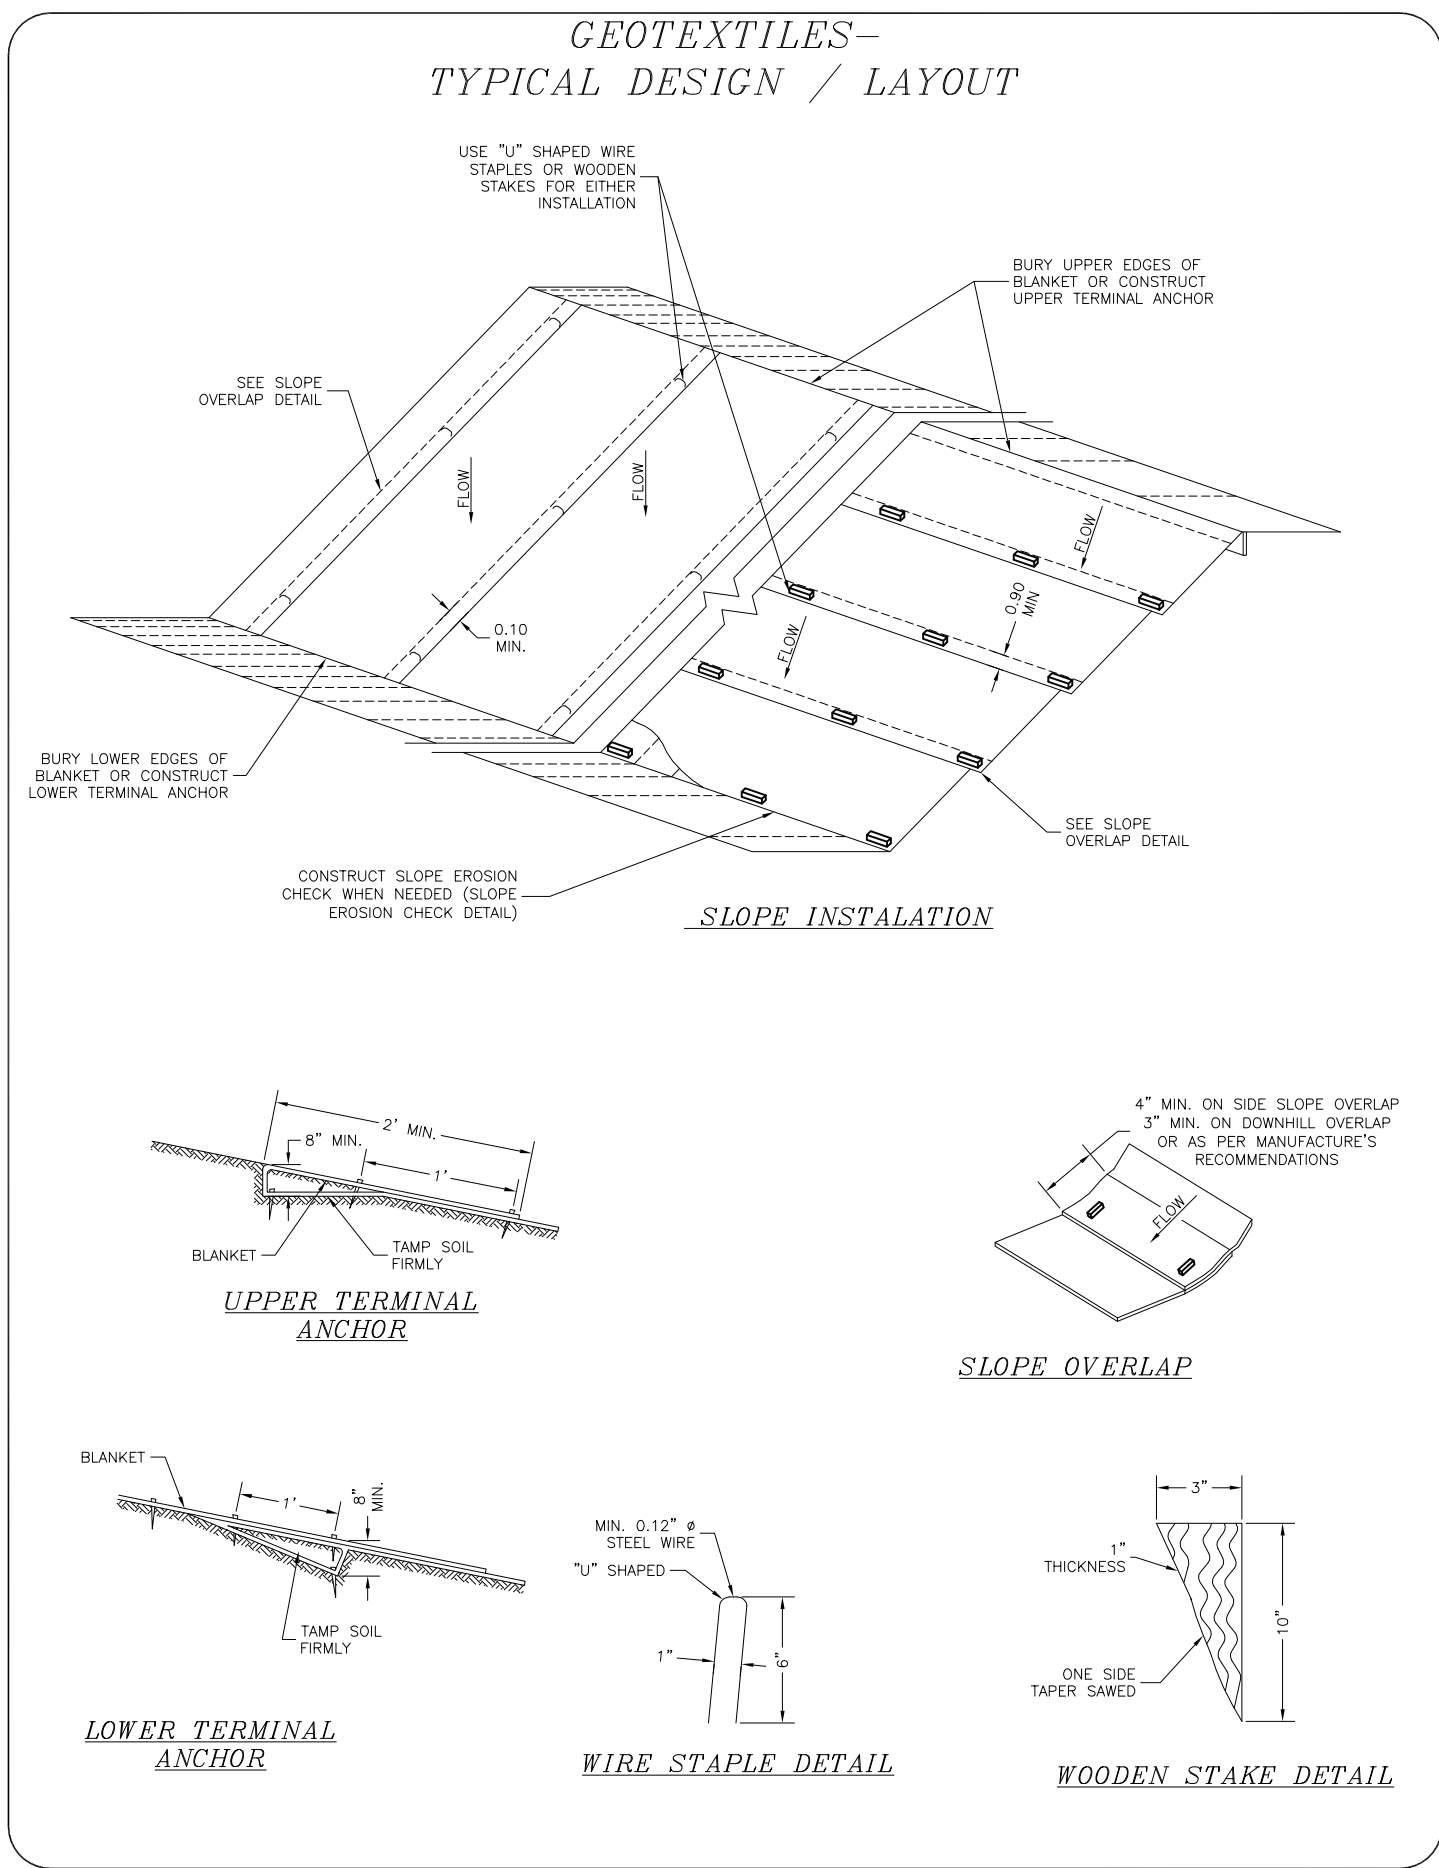 GEOTEXTILES-
TYPICAL DESIGN / LAYOUT
USE "U" SHAPED WIRE
STAPLES OR WOODEN
STAKES FOR EITHER
INSTALLATION
BURY UPPER EDGES OF
BLANKET OR CONSTRUCT
UPPER TERMINAL ANCHOR
SEE SLOPE
OVERLAP DETAIL
FLOW
FLOW
FLOW
0.90
MIN
0.10
MIN.
FLOW
BURY LOWER EDGES OF
BLANKET OR CONSTRUCT
LOWER TERMINAL ANCHOR
SEE SLOPE
OVERLAP DETAIL
CONSTRUCT SLOPE EROSION
CHECK WHEN NEEDED (SLOPE
EROSION CHECK DETAIL)
SLOPE INSTALATION
2' MIN.
8" MIN.
1'
BLANKET
TAMP SOIL
FIRMLY
UPPER TERMINAL
ANCHOR
4" MIN. ON SIDE SLOPE OVERLAP
3" MIN. ON DOWNHILL OVERLAP
OR AS PER MANUFACTURE'S
RECOMMENDATIONS
FLOW
SLOPE OVERLAP
BLANKET
1'
8"
MIN.
TAMP SOIL
FIRMLY
LOWER TERMINAL
ANCHOR
MIN. 0.12" ø
STEEL WIRE
"U" SHAPED
1"
6"
WIRE STAPLE DETAIL
3"
1"
THICKNESS
10"
ONE SIDE
TAPER SAWED
WOODEN STAKE DETAIL